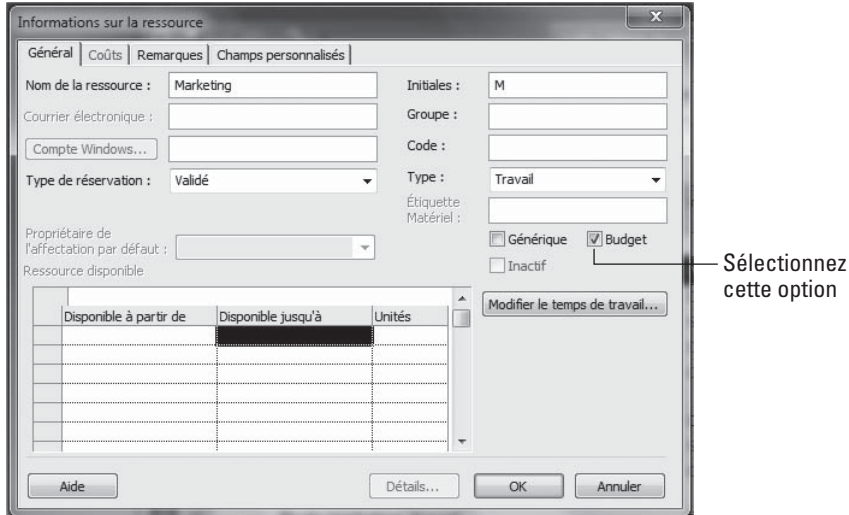 Informations sur la ressource
Général
Coûts
Remarques
Champs personnalisés
Nom de la ressource :
Marketing
Initiales :
M
Courrier électronique :
Groupe :
Compte Windows...
Code :
Type de réservation :
Validé
Type :
Travail
Étiquette
Matériel :
Propriétaire de
l'affectation par défaut :
Générique
Budget
Inactif
Sélectionnez
cette option
Ressource disponible
Modifier le temps de travail...
Disponible à partir de
Disponible jusqu'à
Unités
Aide
Détails...
OK
Annuler